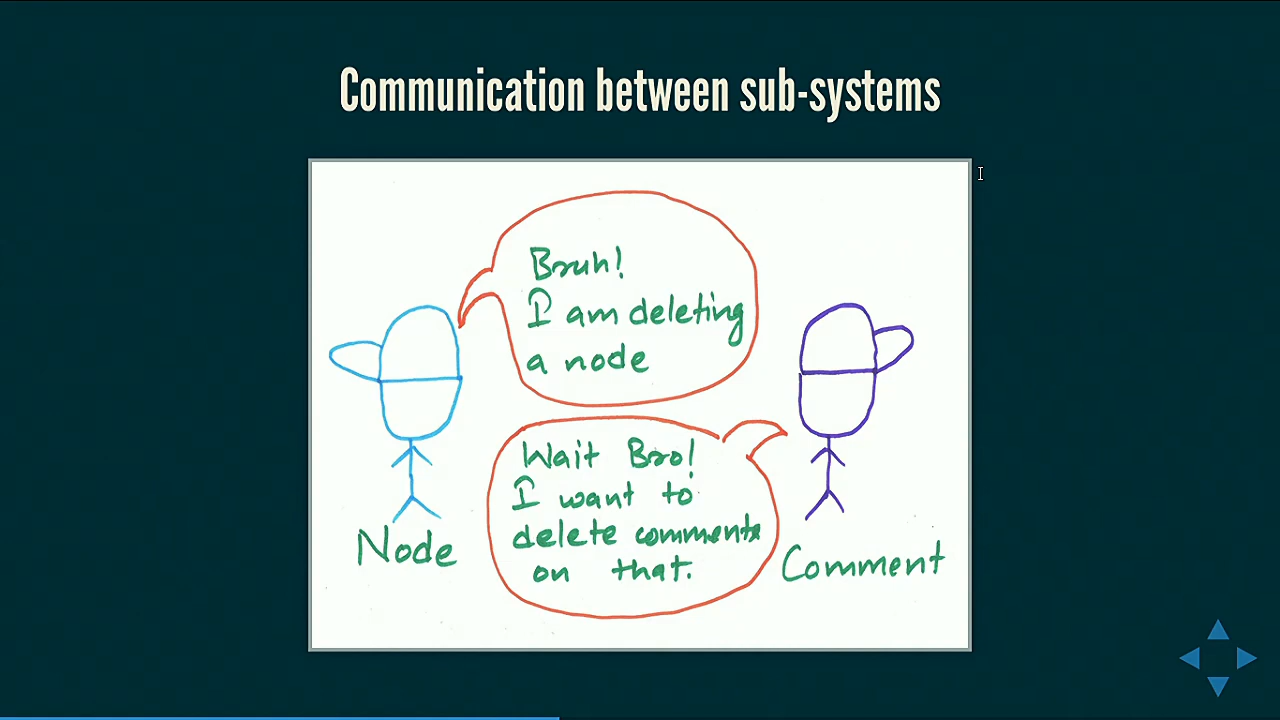 Communication between sub-systems
Bruh!
I am deleting
a node
Wait Bro!
I want to
delete comments
on that.
Node
Comment